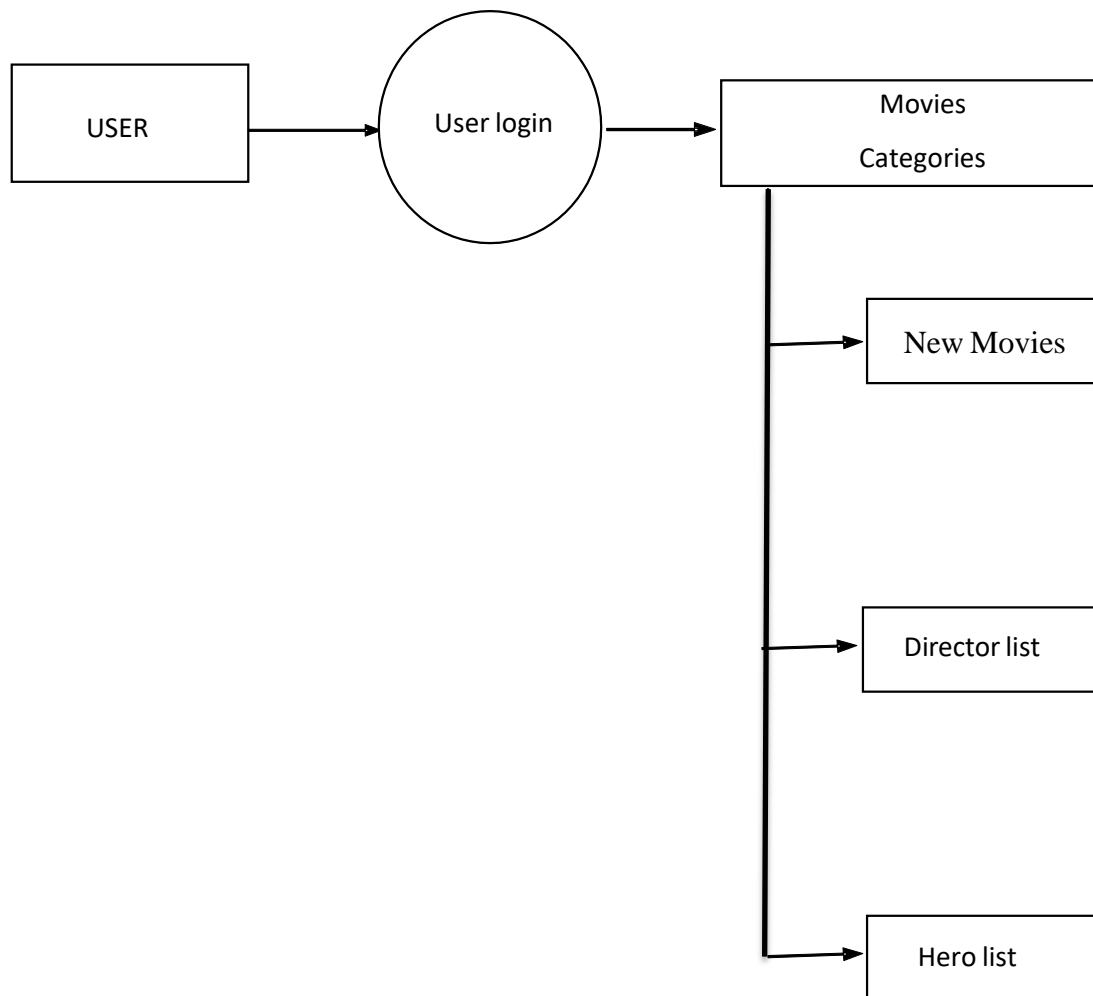 USER
User login
Movies
Categories
New Movies
Director list
Hero list